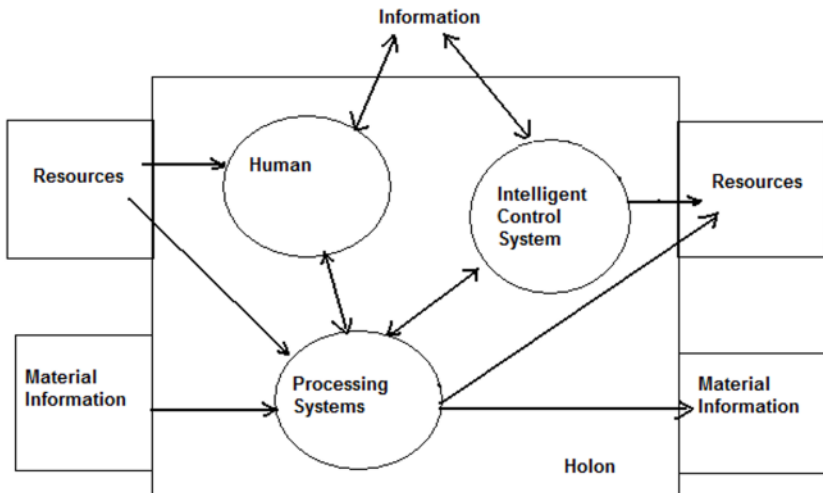 Information
Human
Resources
Resources
Intelligent
Control
System
Material
Information
Processing
Systems
Material
Information
Holon